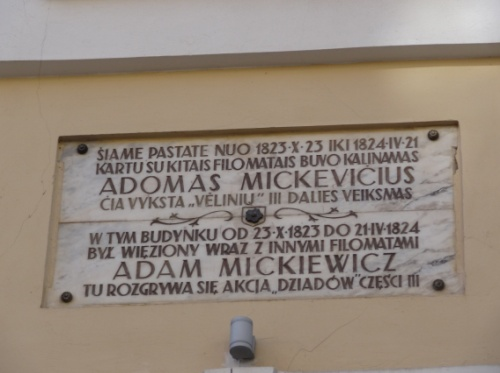 ŠIAME PASTATE NUO 1823·X·23 IKI 1824·IV·21
KARTU SU KITAIS FILOMATAIS BUVO KALINAMAS
ADOMAS MICKEVIČIUS
ČIA VYKSTA „VĖLINIŲ” III DALIES VEIKSMAS
W TYM BUDYNKU OD 23·X·1823 DO 21·IV·1824
BYŁ WIĘZIONY WRAZ Z INNYMI FILOMATAMI
ADAM MICKIEWICZ
TU ROZGRYWA SIĘ AKCJA „DZIADÓW” CZĘŚCI III